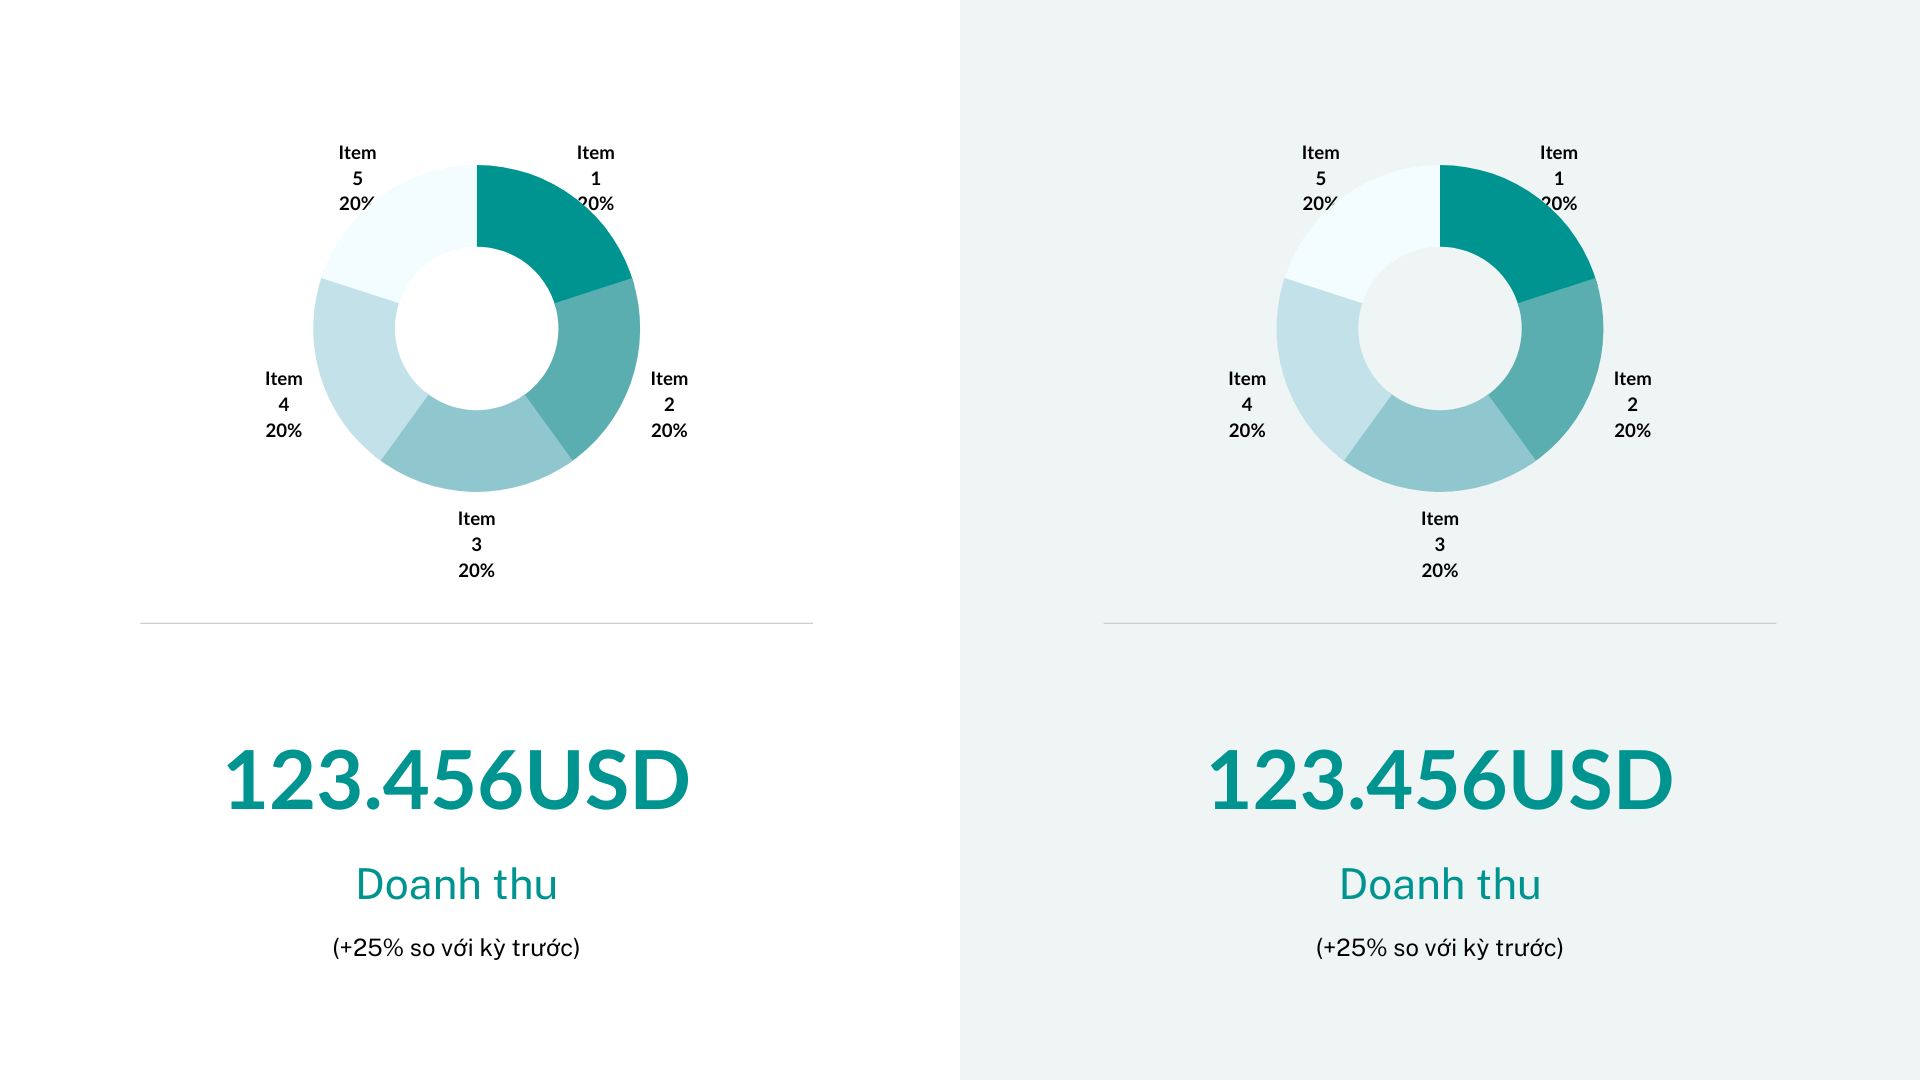 Item
5
20%
Item
1
20%
Item
4
20%
Item
2
20%
Item
3
20%
123.456USD
Doanh thu
(+25% so với kỳ trước)
Item
5
20%
Item
1
20%
Item
4
20%
Item
2
20%
Item
3
20%
123.456USD
Doanh thu
(+25% so với kỳ trước)